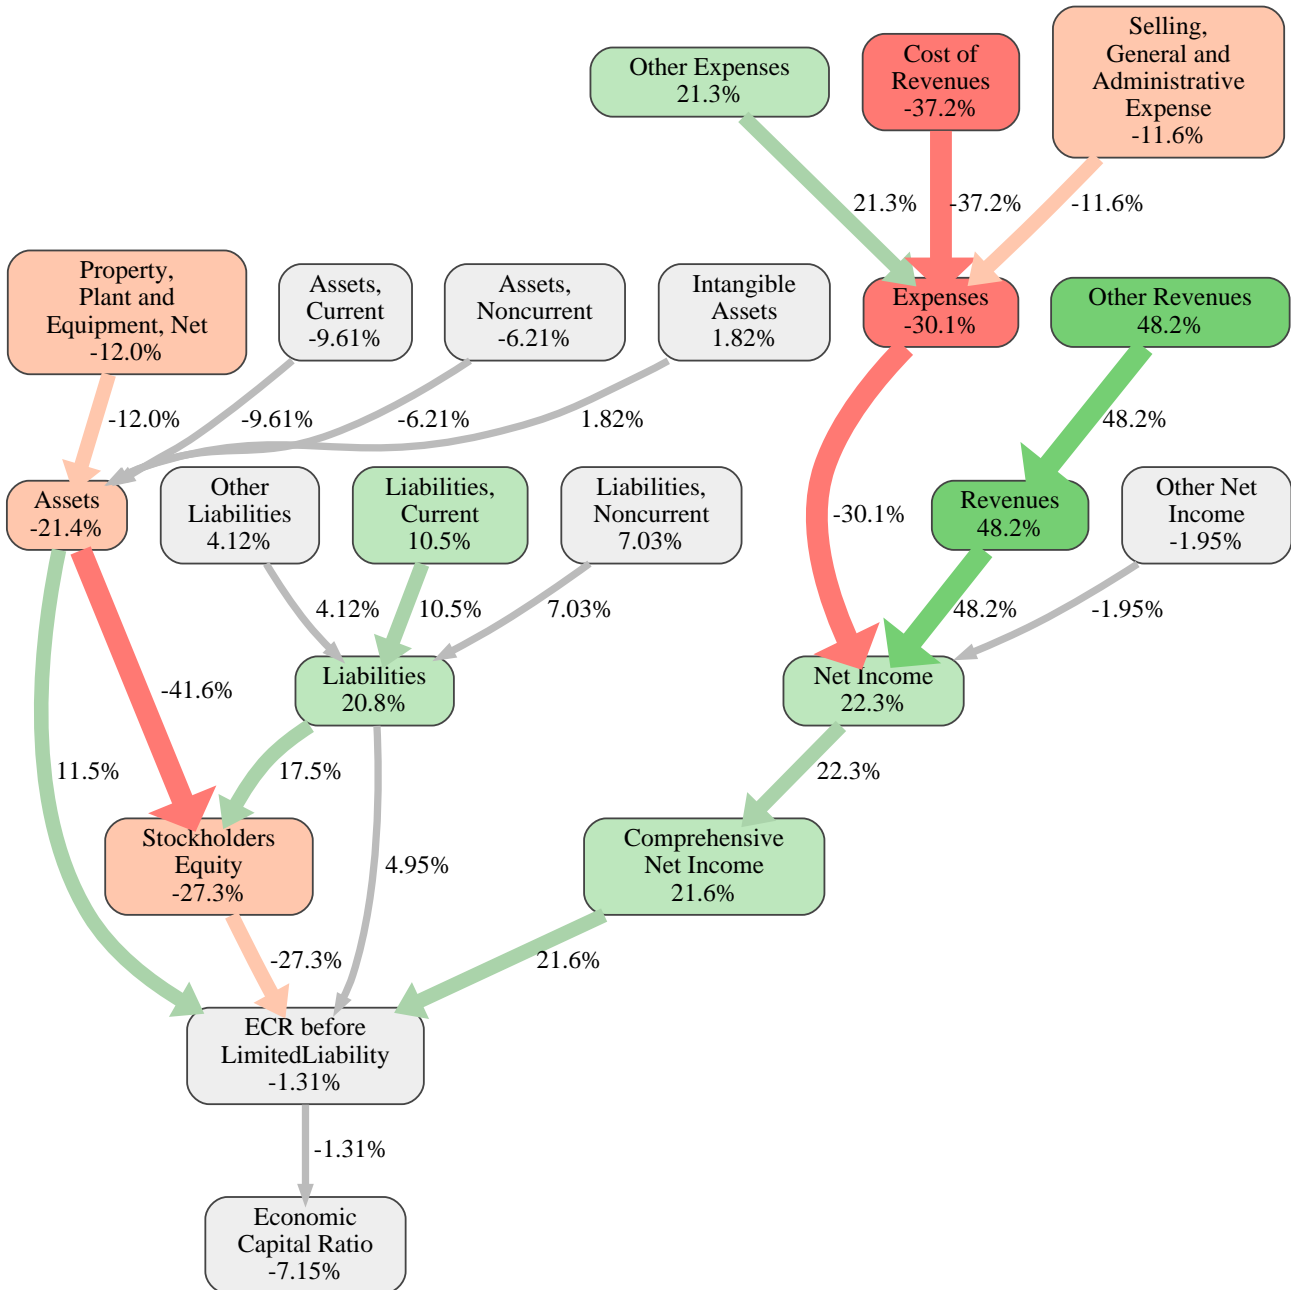 Other Expenses
21.3%
Cost of
Revenues
-37.2%
Selling,
General and
Administrative
Expense
-11.6%
21.3%
-37.2%
-11.6%
Property,
Plant and
Equipment, Net
-12.0%
Assets,
Current
-9.61%
Assets,
Noncurrent
-6.21%
Intangible
Assets
1.82%
Expenses
-30.1%
Other Revenues
48.2%
-12.0%
-9.61%
-6.21%
1.82%
48.2%
Assets
-21.4%
Other
Liabilities
4.12%
Liabilities,
Current
10.5%
Liabilities,
Noncurrent
7.03%
-30.1%
Revenues
48.2%
Other Net
Income
-1.95%
4.12%
10.5%
7.03%
48.2%
-1.95%
-41.6%
Liabilities
20.8%
Net Income
22.3%
11.5%
17.5%
22.3%
Stockholders
Equity
-27.3%
4.95%
Comprehensive
Net Income
21.6%
-27.3%
21.6%
ECR before
LimitedLiability
-1.31%
-1.31%
Economic
Capital Ratio
-7.15%